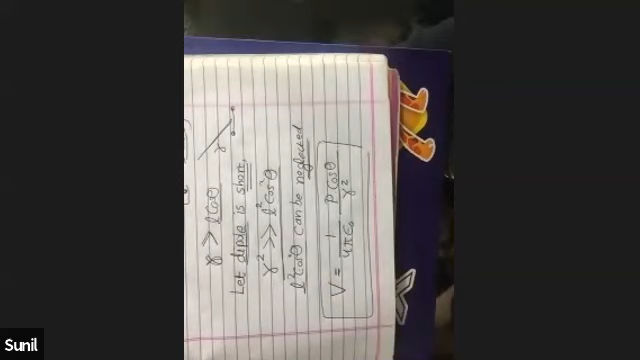 r > l cosθ
r
Let dipole is short,
r² >> l² cos²θ
l² cos²θ can be neglected
V = 1/4πε₀ p cosθ/r²
Sunil